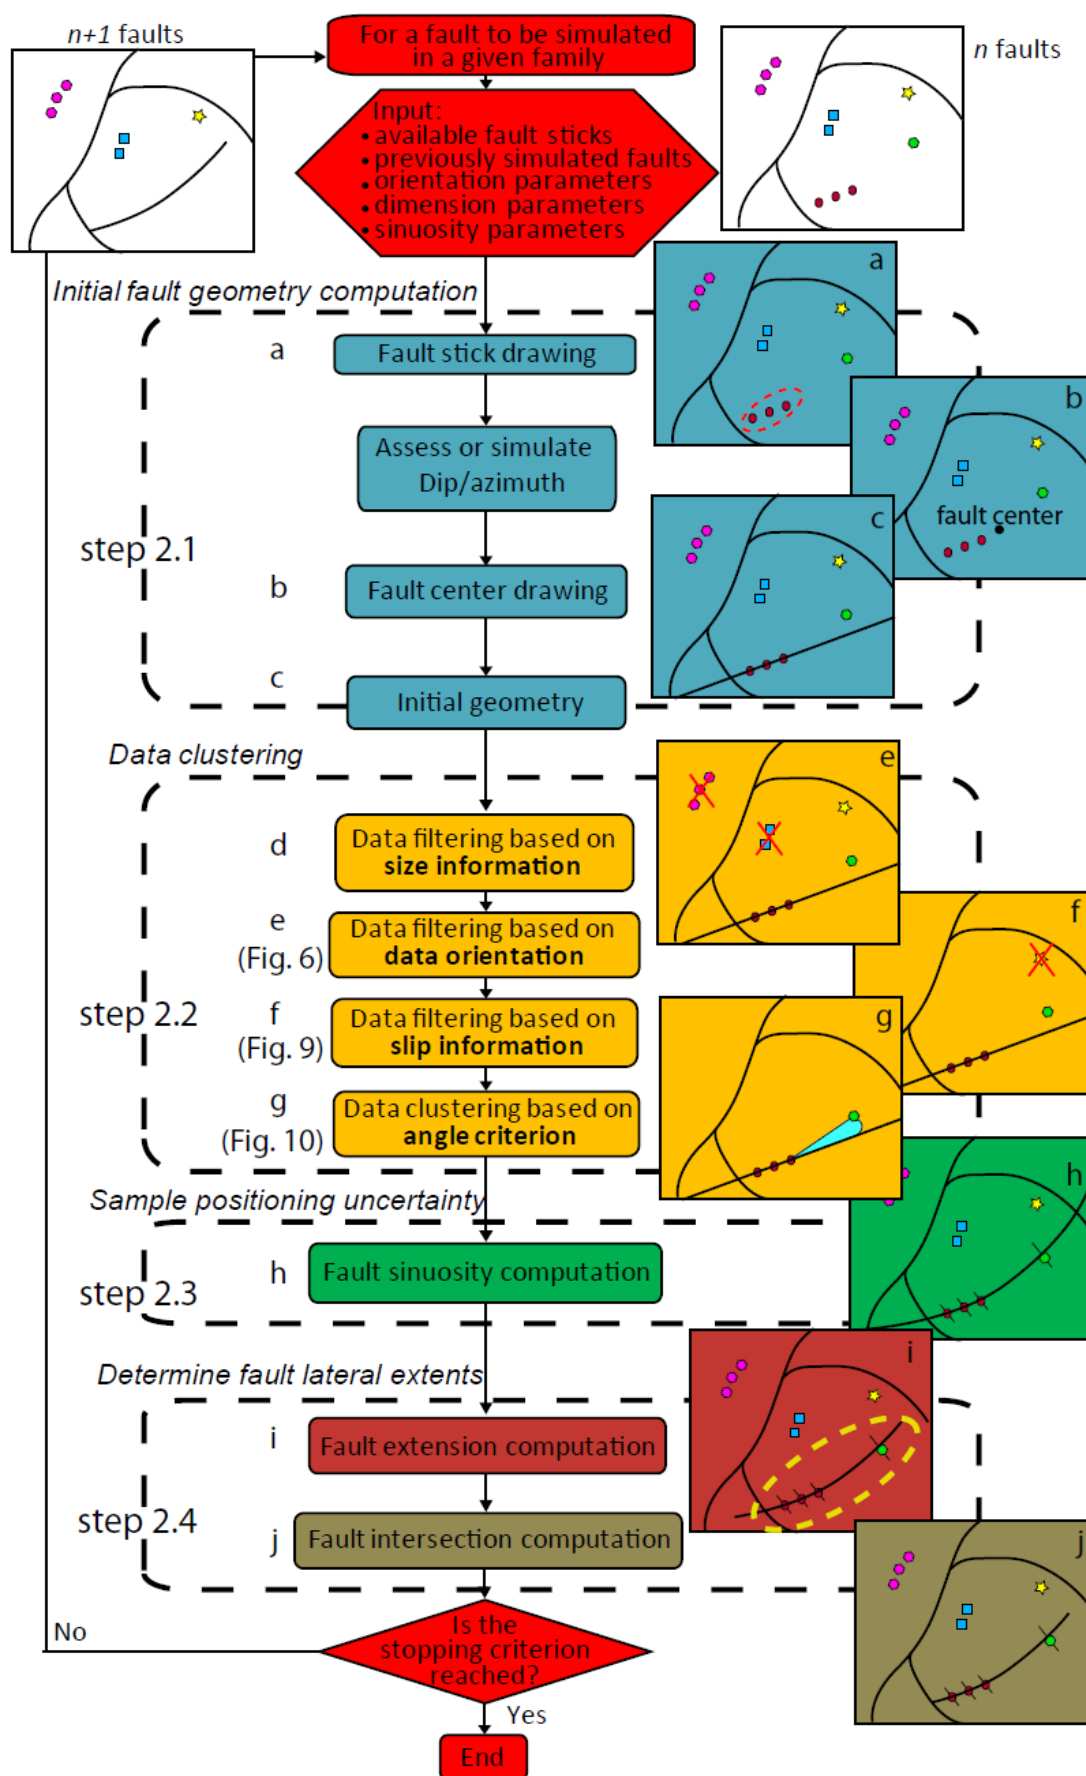 n+1 faults
For a fault to be simulated
in a given family
n faults
Input:
• available fault sticks
• previously simulated faults
• orientation parameters
• dimension parameters
• sinuosity parameters
Initial fault geometry computation
a
a
Fault stick drawing
b
Assess or simulate
Dip/azimuth
c
fault center
step 2.1
b
Fault center drawing
c
Initial geometry
Data clustering
e
d
Data filtering based on
size information
e
(Fig. 6)
Data filtering based on
data orientation
f
step 2.2
f
(Fig. 9)
Data filtering based on
slip information
g
g
(Fig. 10)
Data clustering based on
angle criterion
h
Sample positioning uncertainty
h
Fault sinuosity computation
step 2.3
Determine fault lateral extents
i
i
Fault extension computation
step 2.4
j
Fault intersection computation
j
Is the
stopping criterion
reached?
No
Yes
End